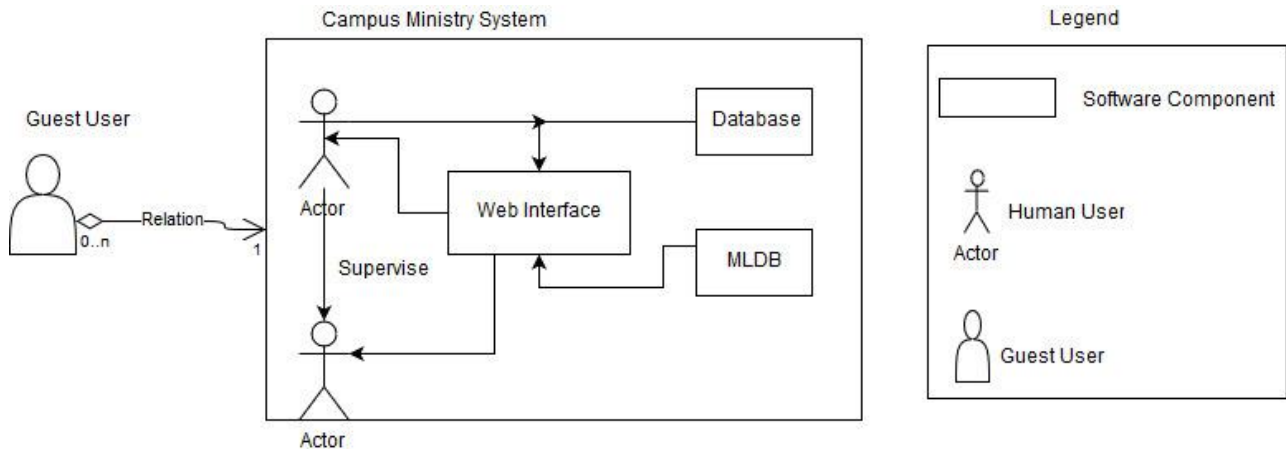 Campus Ministry System
Legend
Guest User
Database
Software Component
Actor
Web Interface
Relation
0..n
1
Supervise
MLDB
Human User
Actor
Guest User
Actor